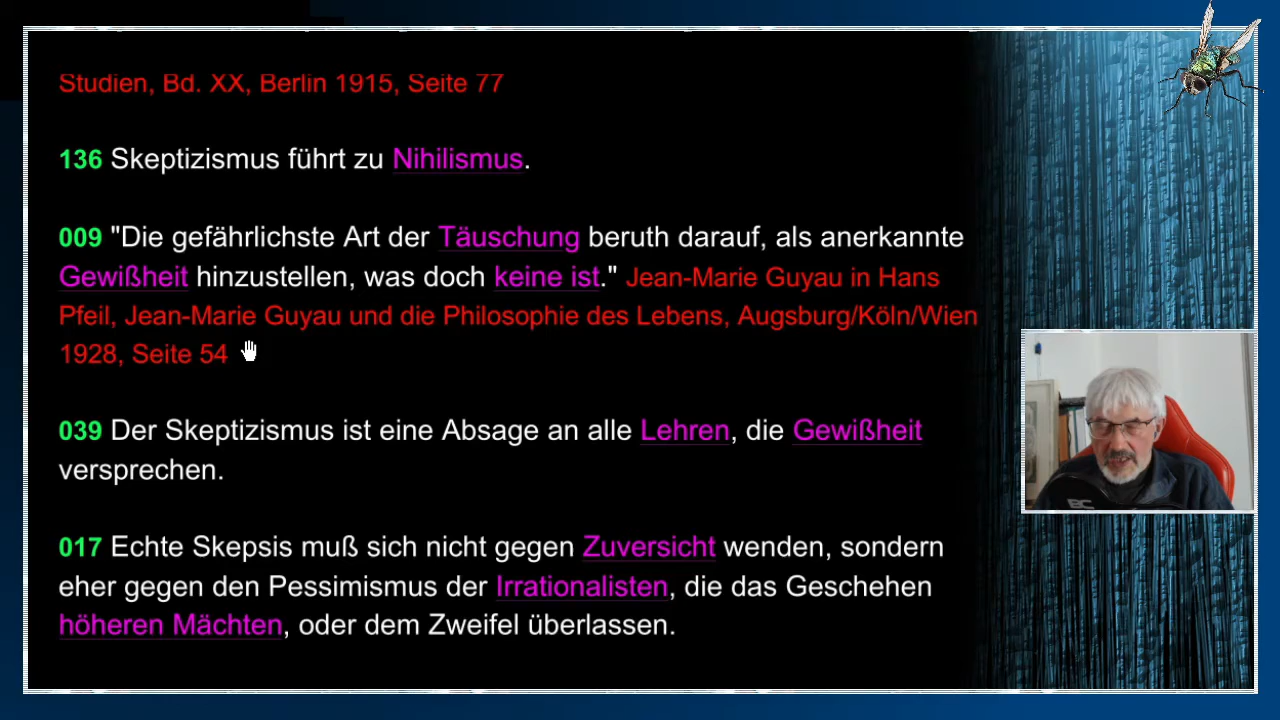 Studien, Bd. XX, Berlin 1915, Seite 77
136 Skeptizismus führt zu Nihilismus.
009 "Die gefährlichste Art der Täuschung beruth darauf, als anerkannte
Gewißheit hinzustellen, was doch keine ist." Jean-Marie Guyau in Hans
Pfeil, Jean-Marie Guyau und die Philosophie des Lebens, Augsburg/Köln/Wien
1928, Seite 54
039 Der Skeptizismus ist eine Absage an alle Lehren, die Gewißheit
versprechen.
017 Echte Skepsis muß sich nicht gegen Zuversicht wenden, sondern
eher gegen den Pessimismus der Irrationalisten, die das Geschehen
höheren Mächten, oder dem Zweifel überlassen.